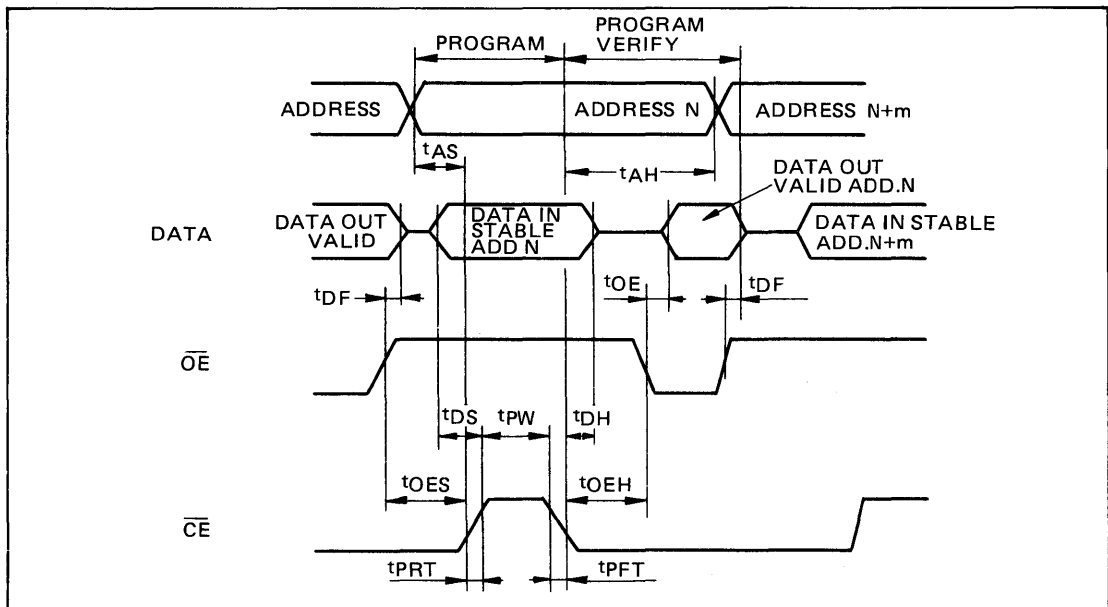 PROGRAM
PROGRAM
VERIFY
ADDRESS
ADDRESS N
ADDRESS N+m
tAS
tAH
DATA OUT
VALID ADD.N
DATA
DATA OUT
VALID
DATA IN
STABLE
ADD N
DATA IN STABLE
ADD.N+m
tDF
tOE
tDF
OE
tDS
tPW
tDH
tOES
tOEH
CE
tPRT
tPFT